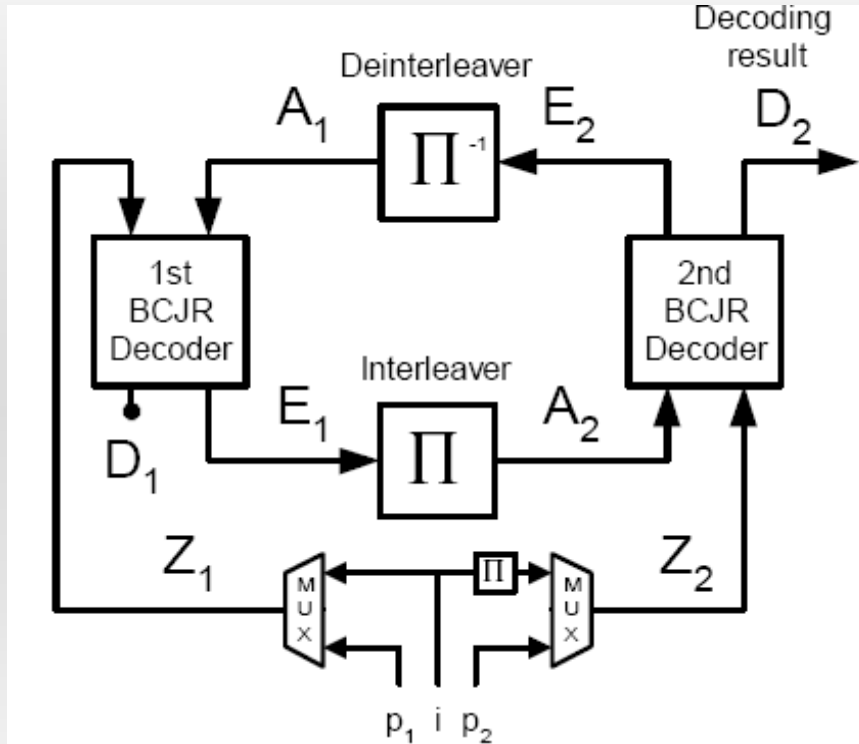 Decoding
result
D₂
Deinterleaver
A₁
Π⁻¹
E₂
1st
BCJR
Decoder
2nd
BCJR
Decoder
Interleaver
D₁
E₁
Π
A₂
Z₁
MUX
Π
MUX
Z₂
p₁ i p₂